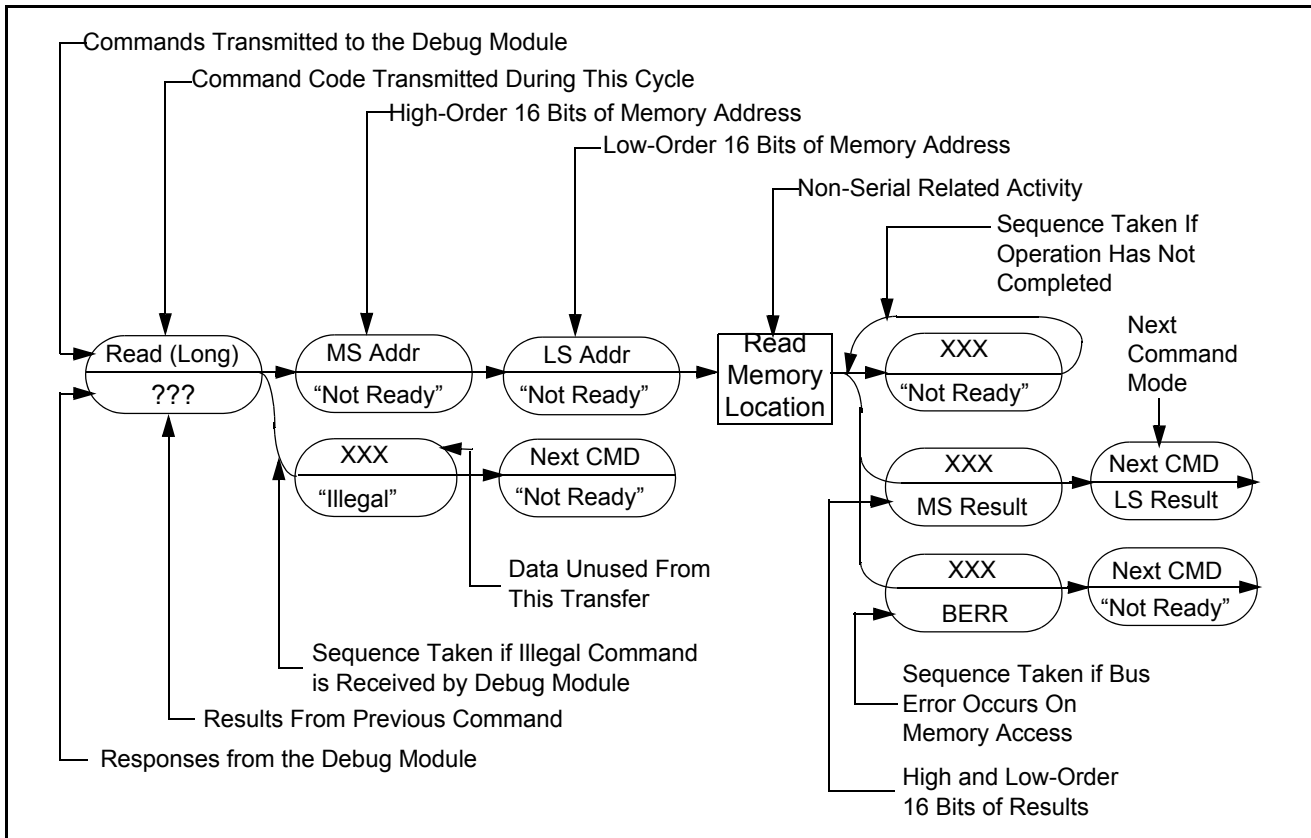 Commands Transmitted to the Debug Module
Command Code Transmitted During This Cycle
High-Order 16 Bits of Memory Address
Low-Order 16 Bits of Memory Address
Non-Serial Related Activity
Sequence Taken If
Operation Has Not
Completed
Next
Command
Mode
Read (Long)
???
MS Addr
“Not Ready”
LS Addr
“Not Ready”
Read
Memory
Location
XXX
“Not Ready”
XXX
“Illegal”
Next CMD
“Not Ready”
XXX
MS Result
Next CMD
LS Result
XXX
BERR
Next CMD
“Not Ready”
Data Unused From
This Transfer
Sequence Taken if Illegal Command
is Received by Debug Module
Results From Previous Command
Responses from the Debug Module
Sequence Taken if Bus
Error Occurs On
Memory Access
High and Low-Order
16 Bits of Results